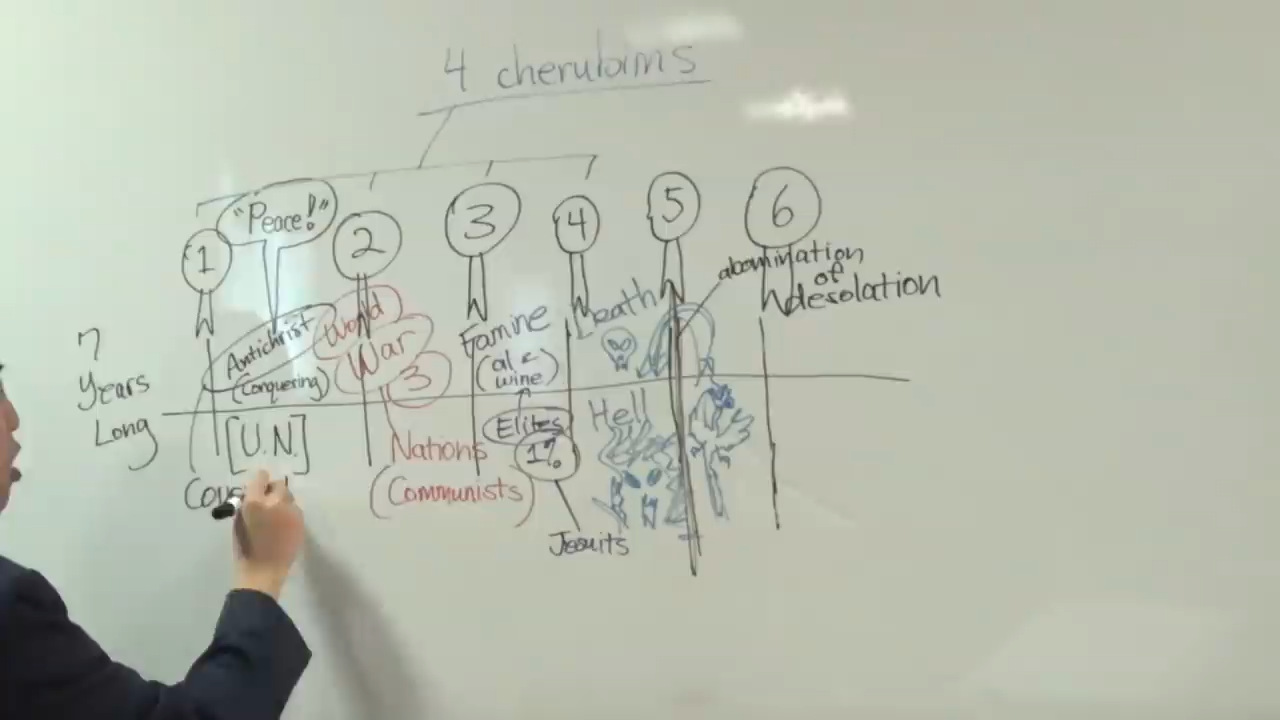 4 cherubims
1
"Peace!"
2
3
4
5
6
abomination
of
desolation
7
Years
Long
Antichrist
(Conquering)
World
War
3
Famine
(ale
wine)
Death
[U.N.]
Nations
(Communists)
Elites
1%
Hell
Jesuits